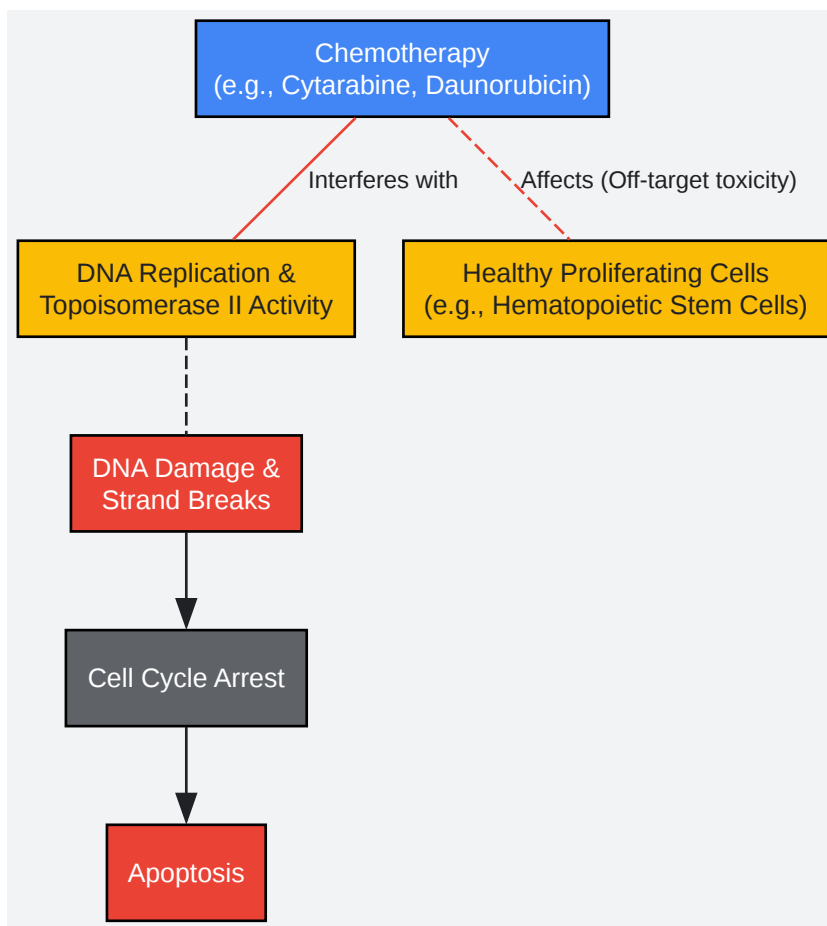 Chemotherapy
(e.g., Cytarabine, Daunorubicin)
Interferes with
Affects (Off-target toxicity)
DNA Replication &
Topoisomerase II Activity
Healthy Proliferating Cells
(e.g., Hematopoietic Stem Cells)
DNA Damage &
Strand Breaks
Cell Cycle Arrest
Apoptosis